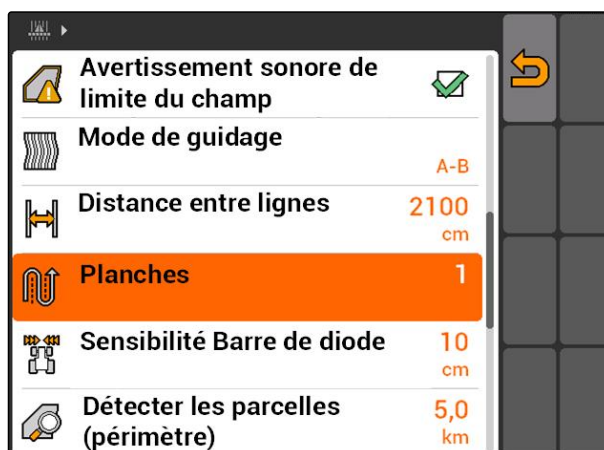 Avertissement sonore de
limite du champ
Mode de guidage
A-B
Distance entre lignes
2100
cm
Planches
1
Sensibilité Barre de diode
10
cm
Détecter les parcelles
(périmètre)
5,0
km